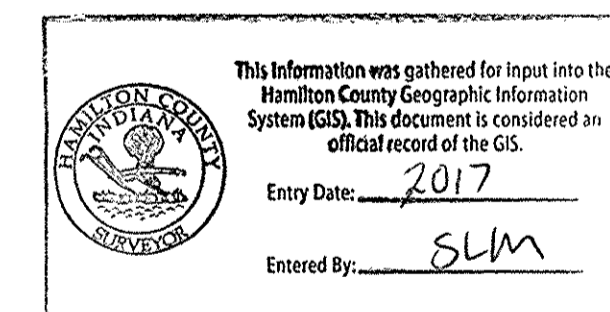 HAMILTON COUNTY
INDIANA
SURVEYOR
This Information was gathered for input into the
Hamilton County Geographic Information
System (GIS). This document is considered an
official record of the GIS.
Entry Date: 2017
Entered By: SLM